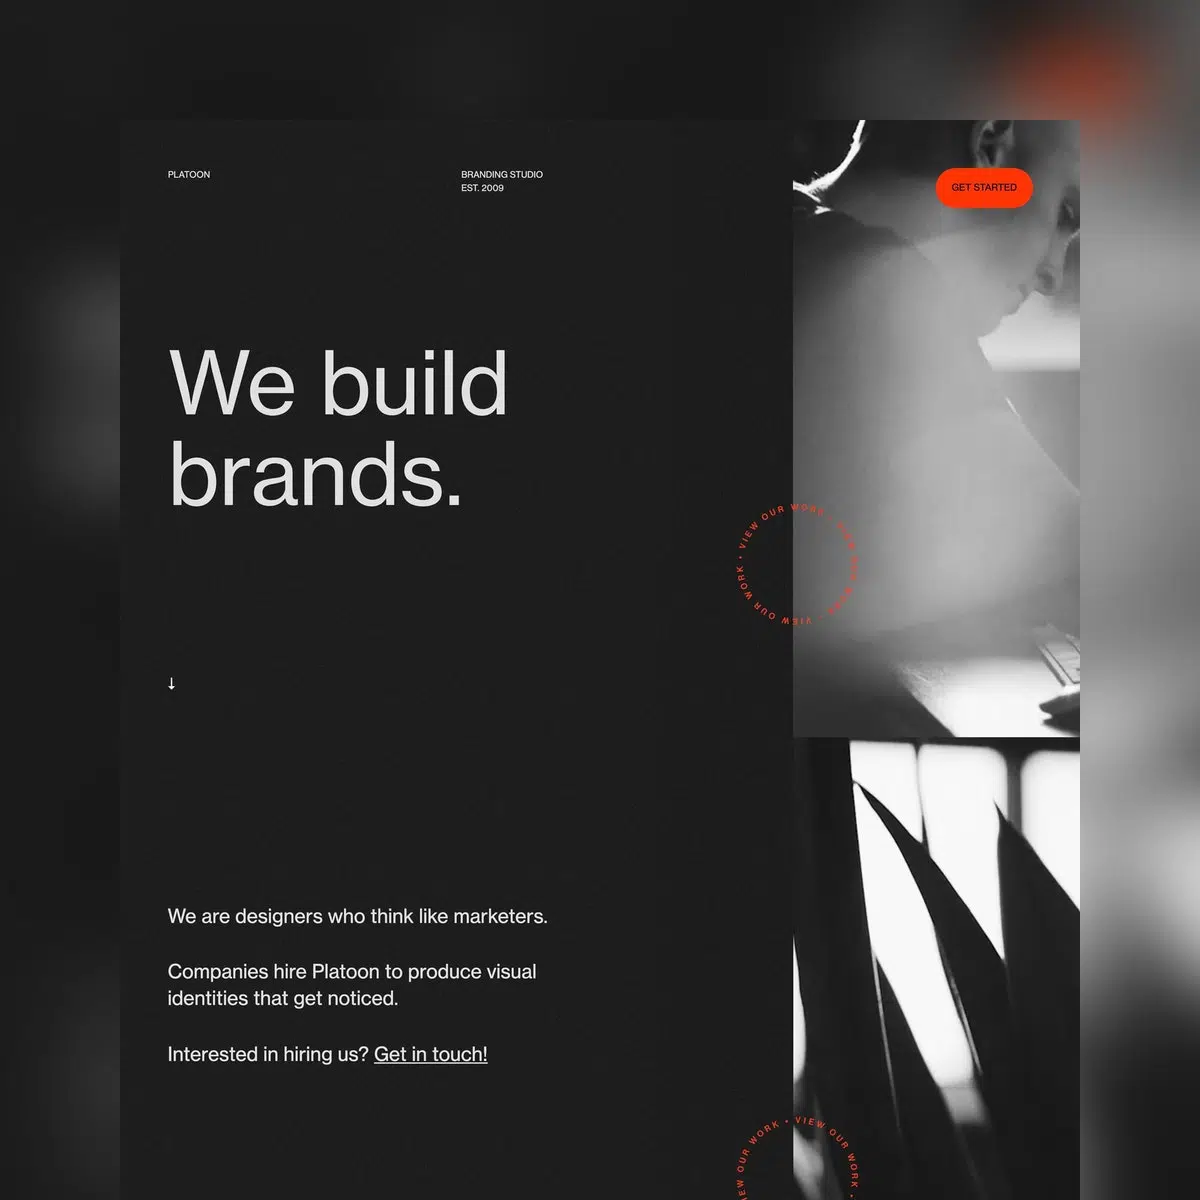 PLATOON
BRANDING STUDIO
EST. 2009
GET STARTED
We build
brands.
VIEW OUR WORK • VIEW OUR WORK • VIEW OUR WORK •
↓
We are designers who think like marketers.
Companies hire Platoon to produce visual
identities that get noticed.
Interested in hiring us? Get in touch!
VIEW OUR WORK • VIEW OUR WORK •